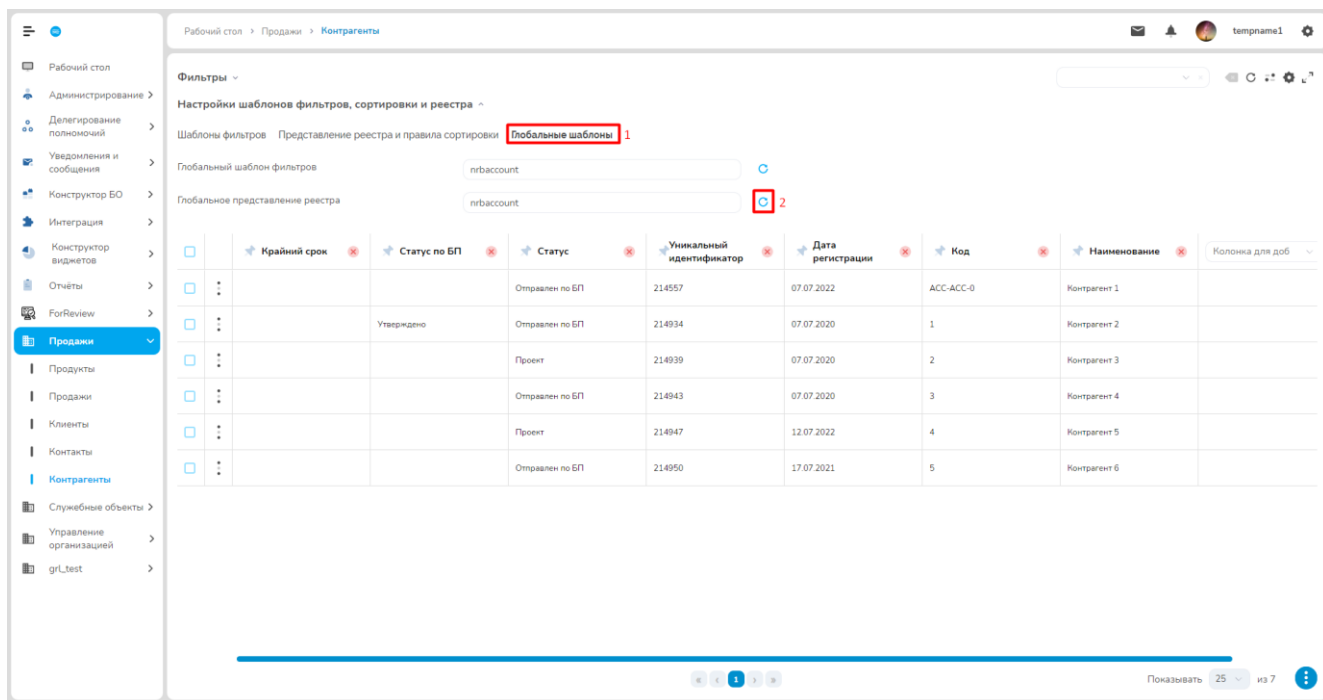 Рабочий стол > Продажи > Контрагенты
tempname1
Рабочий стол
Администрирование
Делегирование
полномочий
Уведомления и
сообщения
Конструктор БО
Интеграция
Конструктор
виджетов
Отчёты
ForReview
Продажи
Продукты
Продажи
Клиенты
Контакты
Контрагенты
Служебные объекты
Управление
организацией
grl_test
Фильтры
Настройки шаблонов фильтров, сортировки и реестра
Шаблоны фильтров Представление реестра и правила сортировки Глобальные шаблоны 1
Глобальный шаблон фильтров nrbaccount
Глобальное представление реестра nrbaccount 2
Крайний срок Статус по БП Статус Уникальный идентификатор Дата регистрации Код Наименование Колонка для доб
Отправлен по БП 214557 07.07.2022 ACC-ACC-0 Контрагент 1
Утверждено Отправлен по БП 214934 07.07.2020 1 Контрагент 2
Проект 214939 07.07.2020 2 Контрагент 3
Отправлен по БП 214943 07.07.2020 3 Контрагент 4
Проект 214947 12.07.2022 4 Контрагент 5
Отправлен по БП 214950 17.07.2021 5 Контрагент 6
« ‹ 1 › »
Показывать 25 из 7